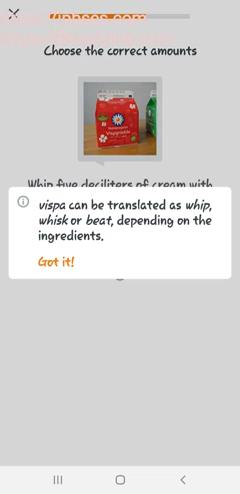 Choose the correct amounts
Whip five deciliters of cream with
vispa can be translated as whip,
whisk or beat, depending on the
ingredients.
Got it!